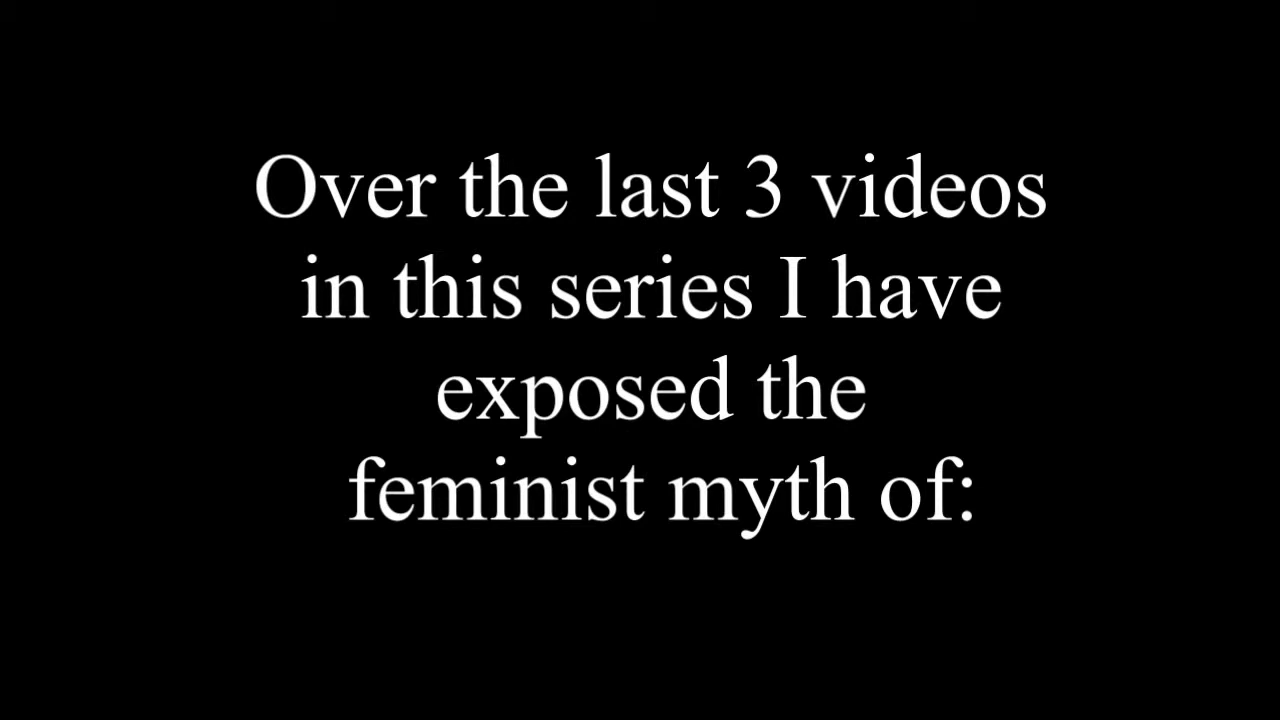 Over the last 3 videos
in this series I have
exposed the
feminist myth of: